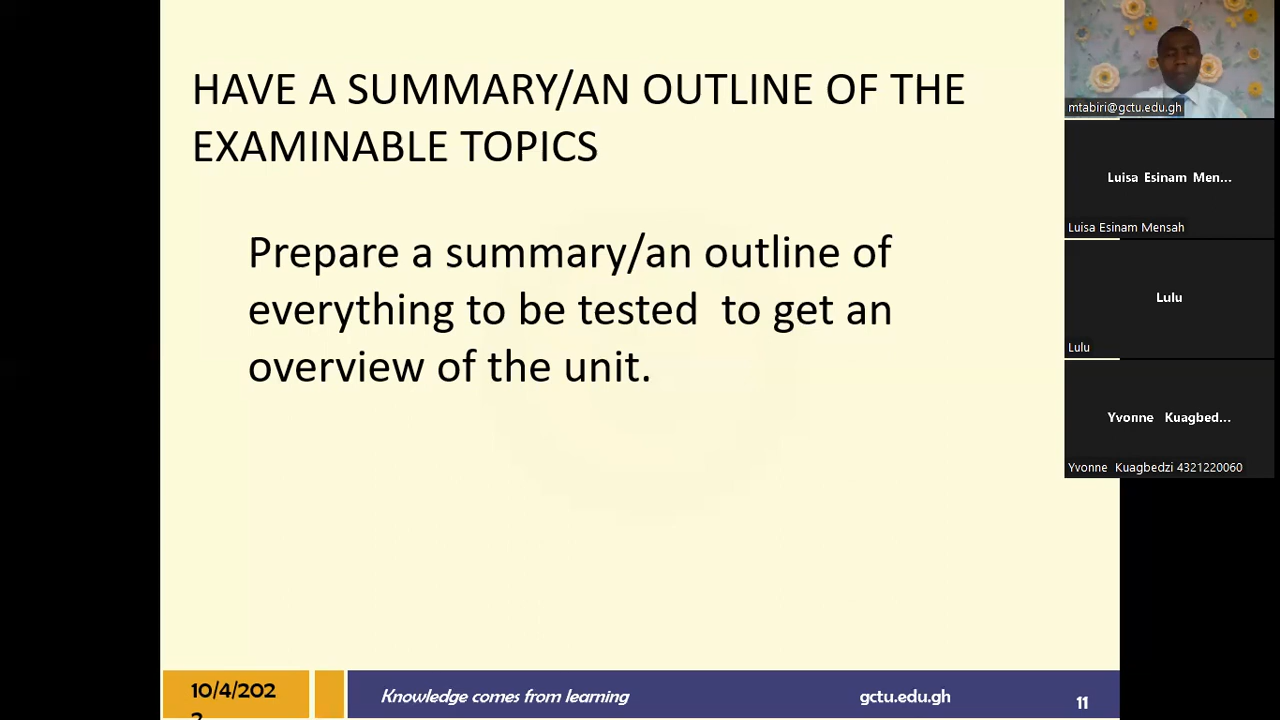 HAVE A SUMMARY/AN OUTLINE OF THE
EXAMINABLE TOPICS
Prepare a summary/an outline of
everything to be tested to get an
overview of the unit.
10/4/202
Knowledge comes from learning
gctu.edu.gh
11
mtabiri@gctu.edu.gh
Luisa Esinam Men...
Luisa Esinam Mensah
Lulu
Lulu
Yvonne Kuagbed...
Yvonne Kuagbedzi 4321220060